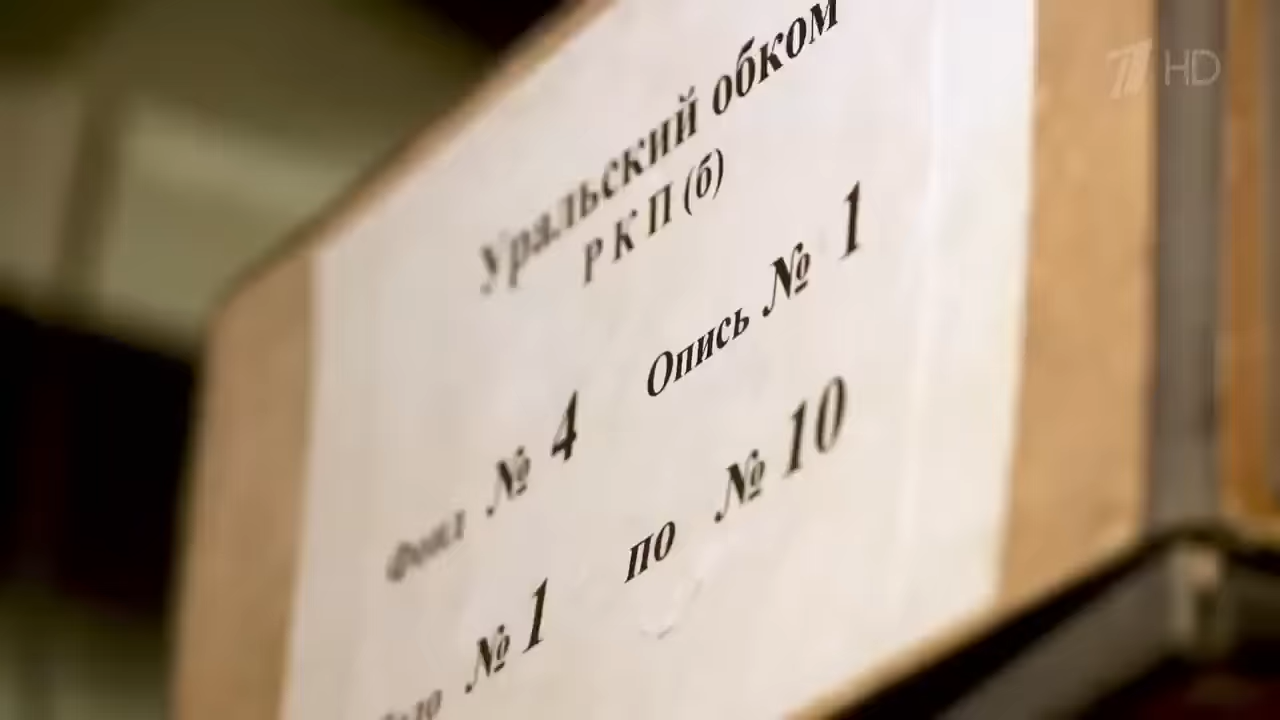 Уральский обком
Р К П (б)
Фонд № 4 Опись № 1
№ 1 по № 10
HD